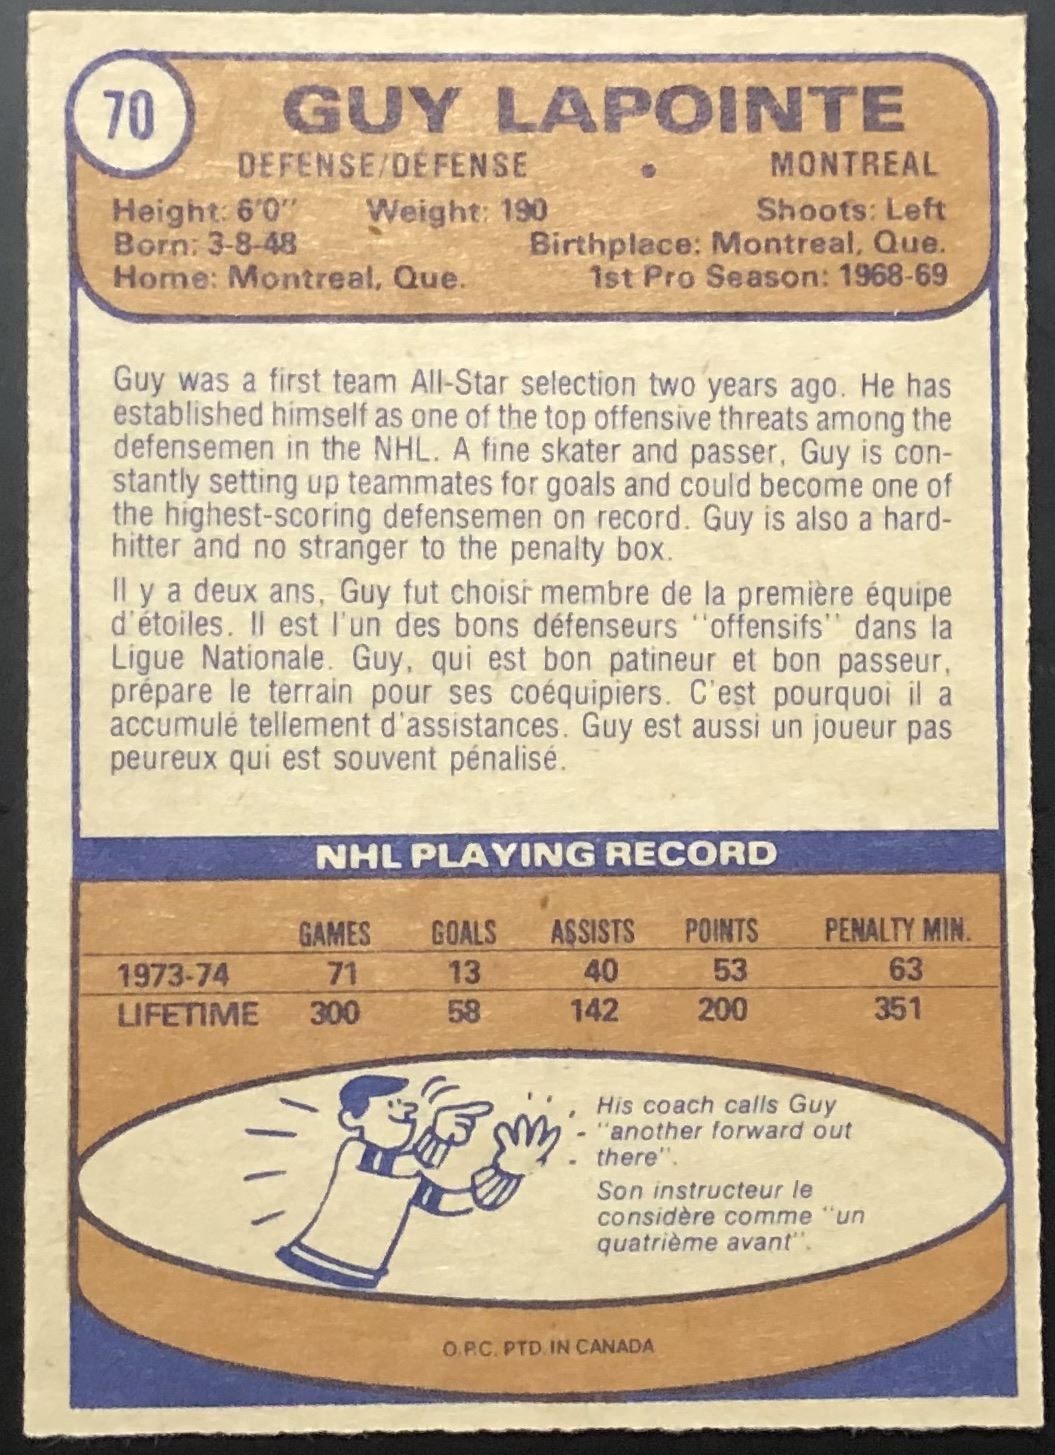 70
GUY LAPOINTE
DEFENSE/DÉFENSE • MONTREAL
Height: 6'0" Weight: 190 Shoots: Left
Born: 3-8-48 Birthplace: Montreal, Que.
Home: Montreal, Que. 1st Pro Season: 1968-69
Guy was a first team All-Star selection two years ago. He has
established himself as one of the top offensive threats among the
defensemen in the NHL. A fine skater and passer, Guy is con-
stantly setting up teammates for goals and could become one of
the highest-scoring defensemen on record. Guy is also a hard-
hitter and no stranger to the penalty box.
Il y a deux ans, Guy fut choisi membre de la première équipe
d'étoiles. Il est l'un des bons défenseurs "offensifs" dans la
Ligue Nationale. Guy, qui est bon patineur et bon passeur,
prépare le terrain pour ses coéquipiers. C'est pourquoi il a
accumulé tellement d'assistances. Guy est aussi un joueur pas
peureux qui est souvent pénalisé.
NHL PLAYING RECORD
GAMES GOALS ASSISTS POINTS PENALTY MIN.
1973-74 71 13 40 53 63
LIFETIME 300 58 142 200 351
His coach calls Guy
"another forward out
there".
Son instructeur le
considère comme "un
quatrième avant".
O.P.C. PTD. IN CANADA